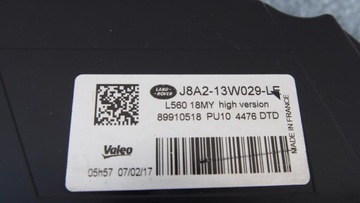 LAND ROVER
J8A2-13W029-LF
L560 18MY high version
89910518 PU10 4476 DTD
MADE IN FRANCE
Valeo
05h57 07/02/17